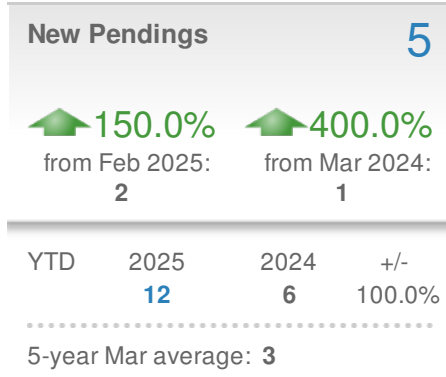 New Pendings 5
150.0% 400.0%
from Feb 2025: from Mar 2024:
2 1
YTD 2025 2024 +/-
12 6 100.0%
5-year Mar average: 3